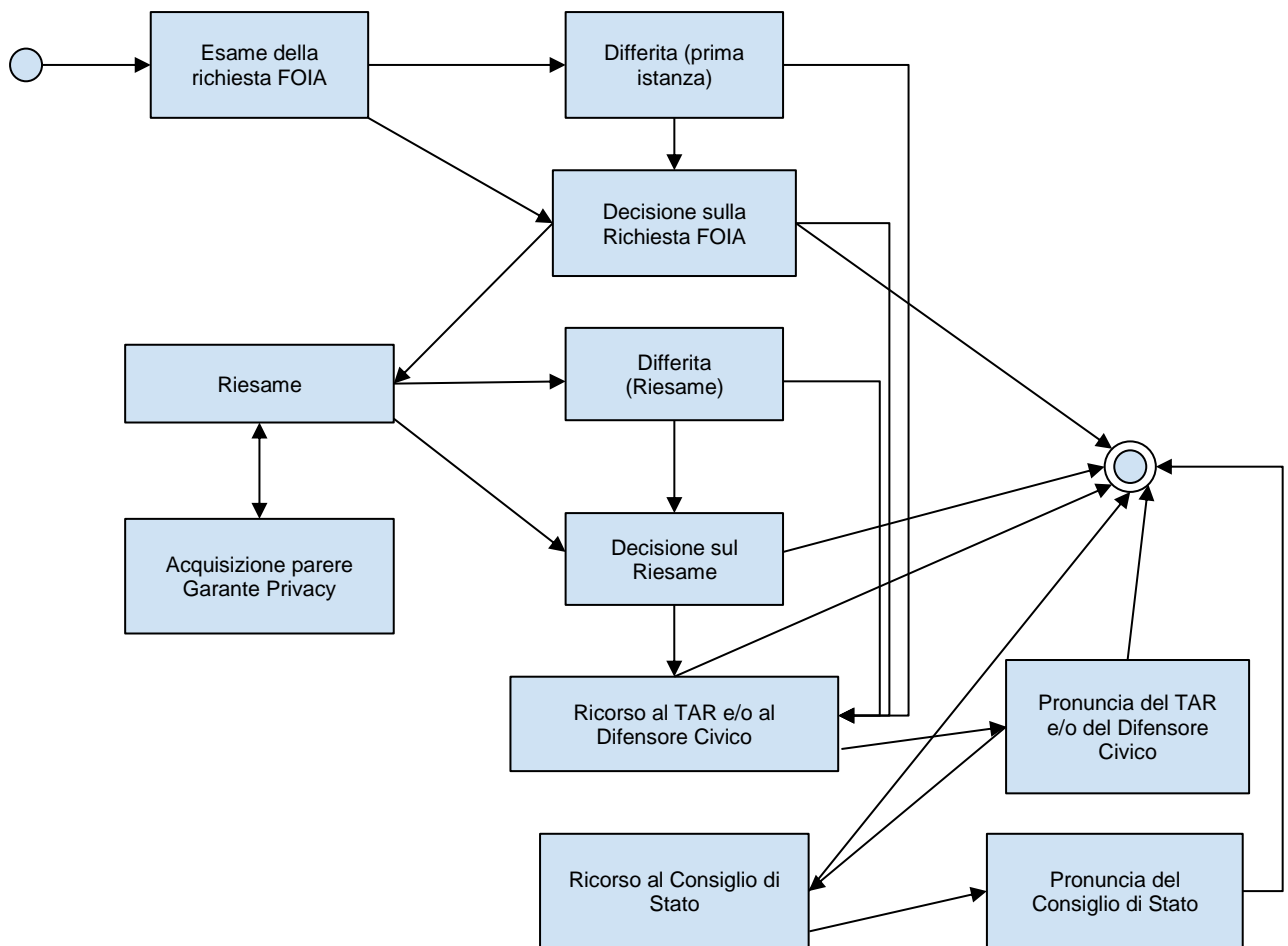 Esame della
richiesta FOIA
Differita (prima
istanza)
Decisione sulla
Richiesta FOIA
Riesame
Differita
(Riesame)
Acquisizione parere
Garante Privacy
Decisione sul
Riesame
Ricorso al TAR e/o al
Difensore Civico
Pronuncia del TAR
e/o del Difensore
Civico
Ricorso al Consiglio di
Stato
Pronuncia del
Consiglio di Stato